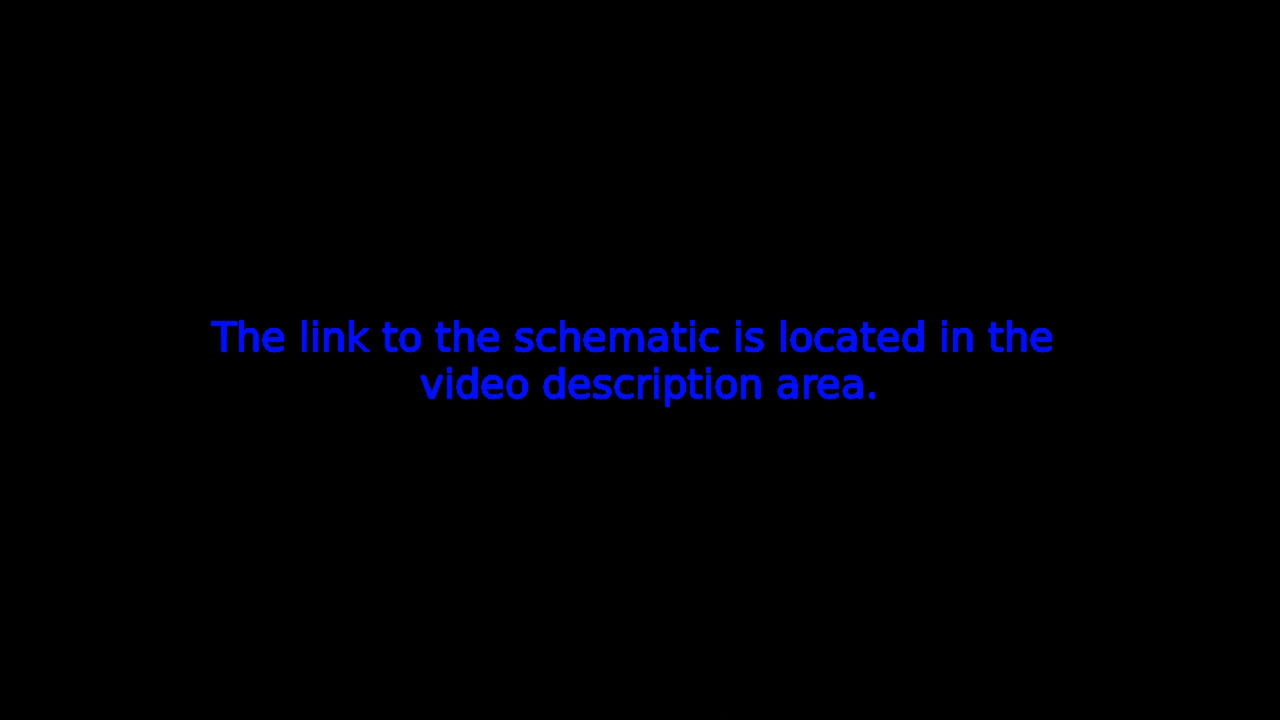 The link to the schematic is located in the
video description area.